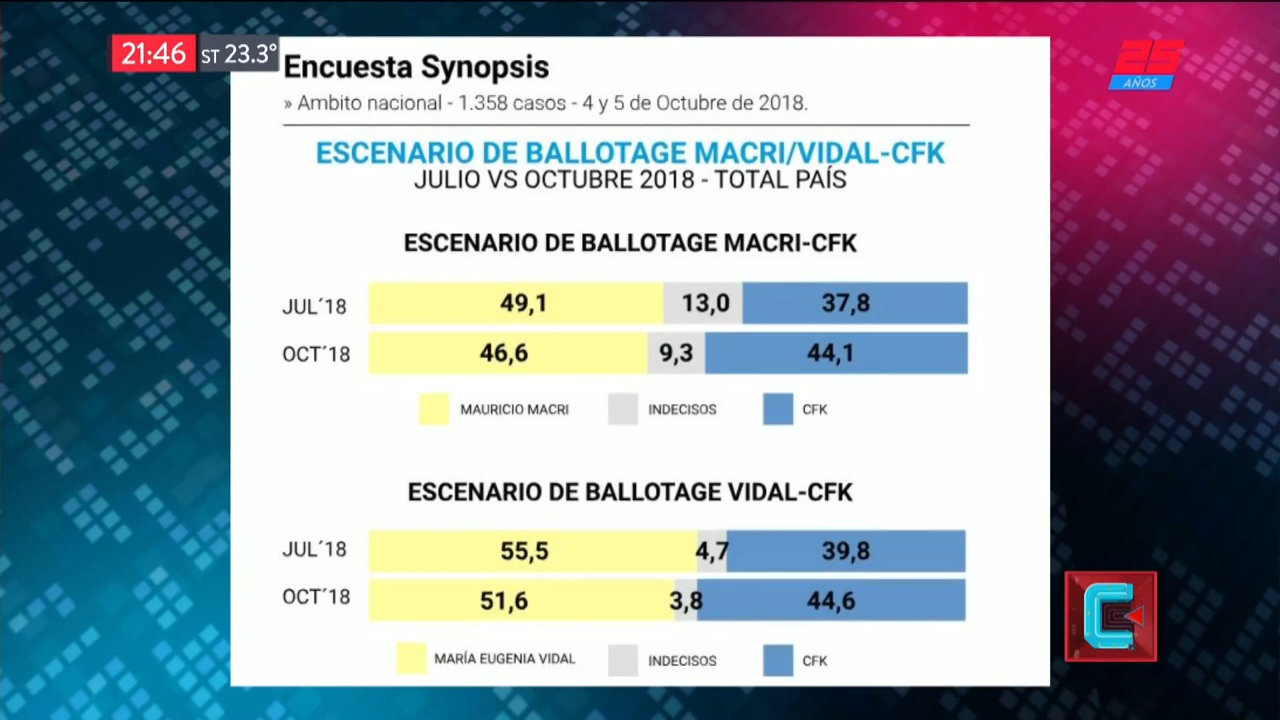 21:46 ST 23.3°
25
AÑOS
Encuesta Synopsis
» Ambito nacional - 1.358 casos - 4 y 5 de Octubre de 2018.
ESCENARIO DE BALLOTAGE MACRI/VIDAL-CFK
JULIO VS OCTUBRE 2018 - TOTAL PAÍS
ESCENARIO DE BALLOTAGE MACRI-CFK
JUL´18 49,1 13,0 37,8
OCT´18 46,6 9,3 44,1
MAURICIO MACRI INDECISOS CFK
ESCENARIO DE BALLOTAGE VIDAL-CFK
JUL´18 55,5 4,7 39,8
OCT´18 51,6 3,8 44,6
MARÍA EUGENIA VIDAL INDECISOS CFK
C